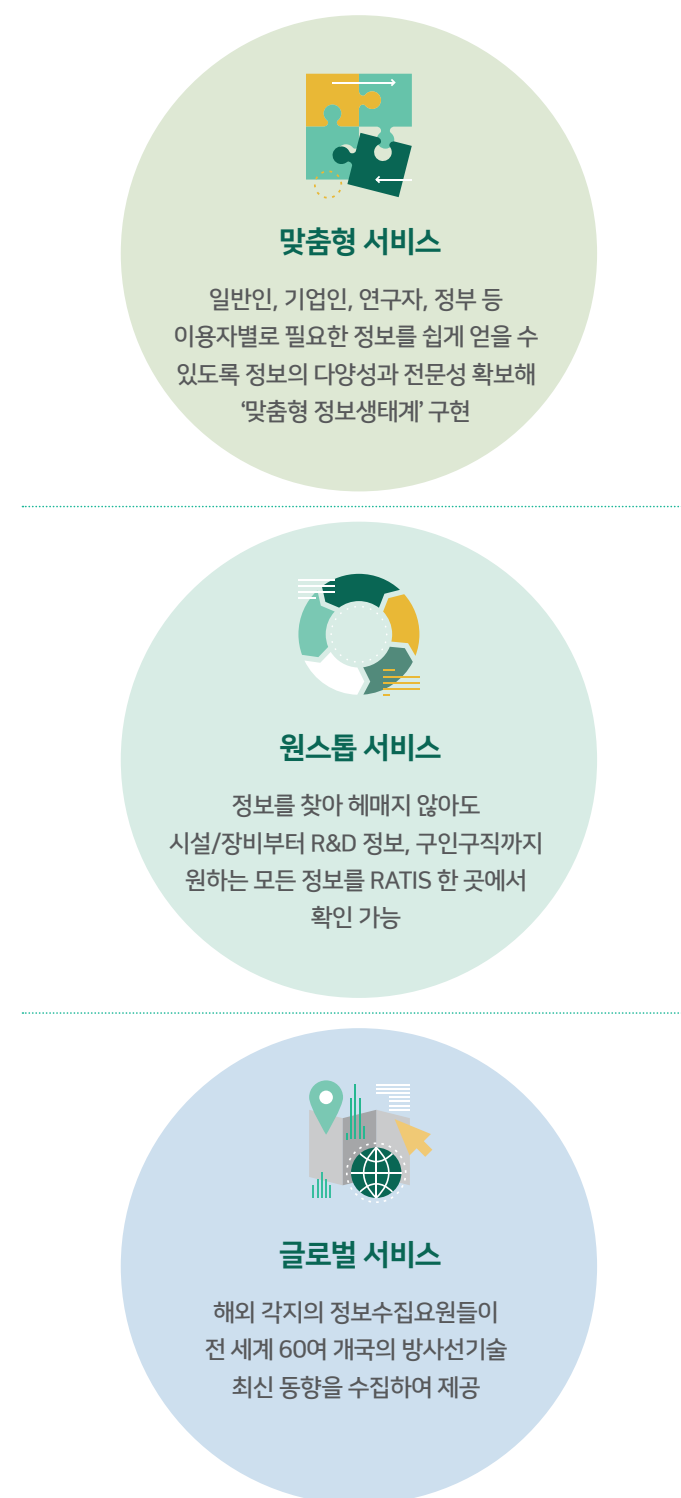 맞춤형 서비스
일반인, 기업인, 연구자, 정부 등
이용자별로 필요한 정보를 쉽게 얻을 수
있도록 정보의 다양성과 전문성 확보해
‘맞춤형 정보생태계’ 구현
원스톱 서비스
정보를 찾아 헤매지 않아도
시설/장비부터 R&D 정보, 구인구직까지
원하는 모든 정보를 RATIS 한 곳에서
확인 가능
글로벌 서비스
해외 각지의 정보수집요원들이
전 세계 60여 개국의 방사선기술
최신 동향을 수집하여 제공